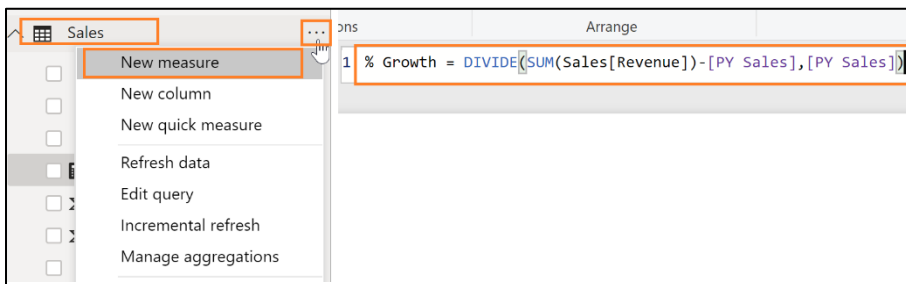 Sales
...
New measure
New column
New quick measure
Refresh data
Edit query
Incremental refresh
Manage aggregations
ons
Arrange
1 % Growth = DIVIDE(SUM(Sales[Revenue])-[PY Sales],[PY Sales])